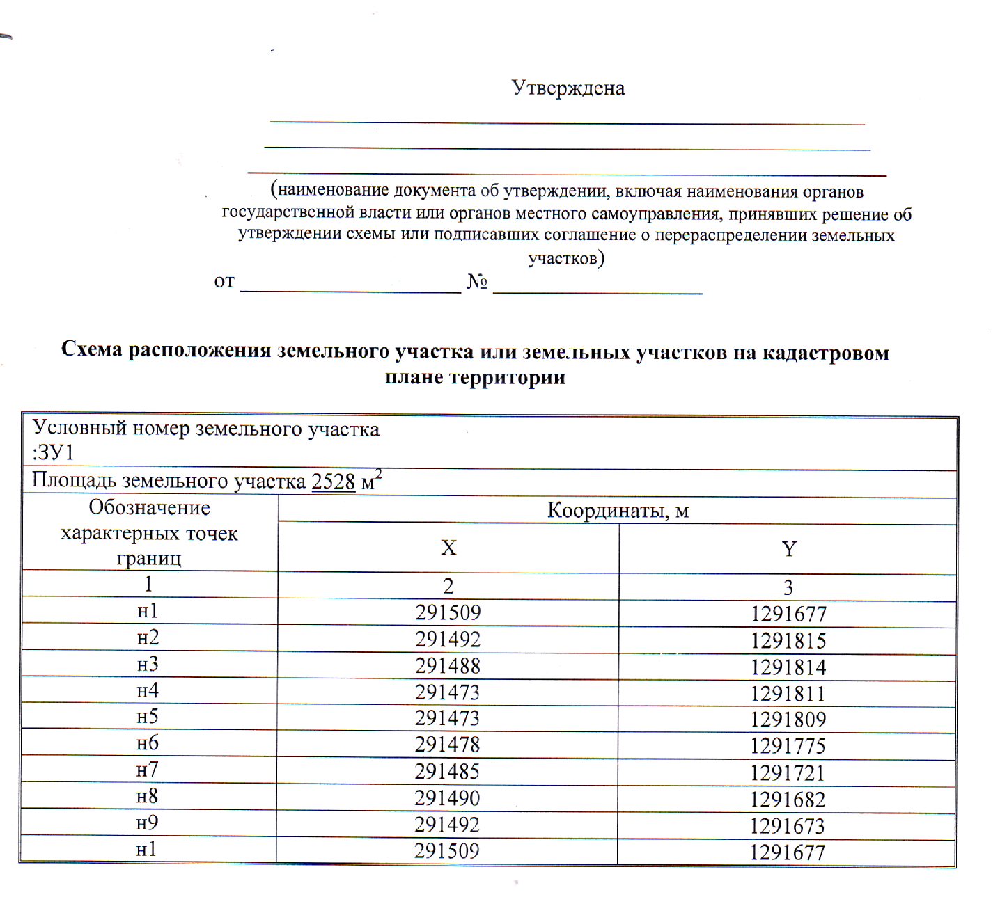 Утверждена
(наименование документа об утверждении, включая наименования органов
государственной власти или органов местного самоуправления, принявших решение об
утверждении схемы или подписавших соглашение о перераспределении земельных
участков)
от ____________________ № ___________________
Схема расположения земельного участка или земельных участков на кадастровом
плане территории
Условный номер земельного участка
:ЗУ1
Площадь земельного участка 2528 м²
Обозначение
характерных точек
границ
Координаты, м
X Y
1 2 3
н1 291509 1291677
н2 291492 1291815
н3 291488 1291814
н4 291473 1291811
н5 291473 1291809
н6 291478 1291775
н7 291485 1291721
н8 291490 1291682
н9 291492 1291673
н1 291509 1291677